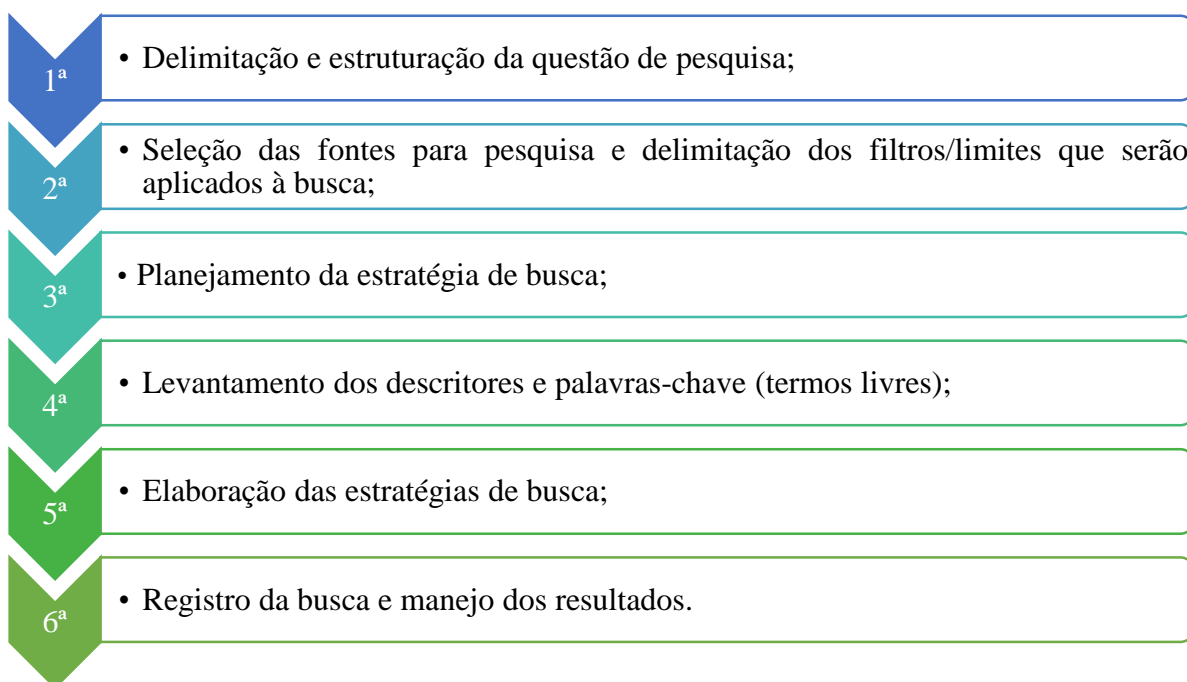 1ª
• Delimitação e estruturação da questão de pesquisa;
2ª
• Seleção das fontes para pesquisa e delimitação dos filtros/limites que serão
aplicados à busca;
3ª
• Planejamento da estratégia de busca;
4ª
• Levantamento dos descritores e palavras-chave (termos livres);
5ª
• Elaboração das estratégias de busca;
6ª
• Registro da busca e manejo dos resultados.